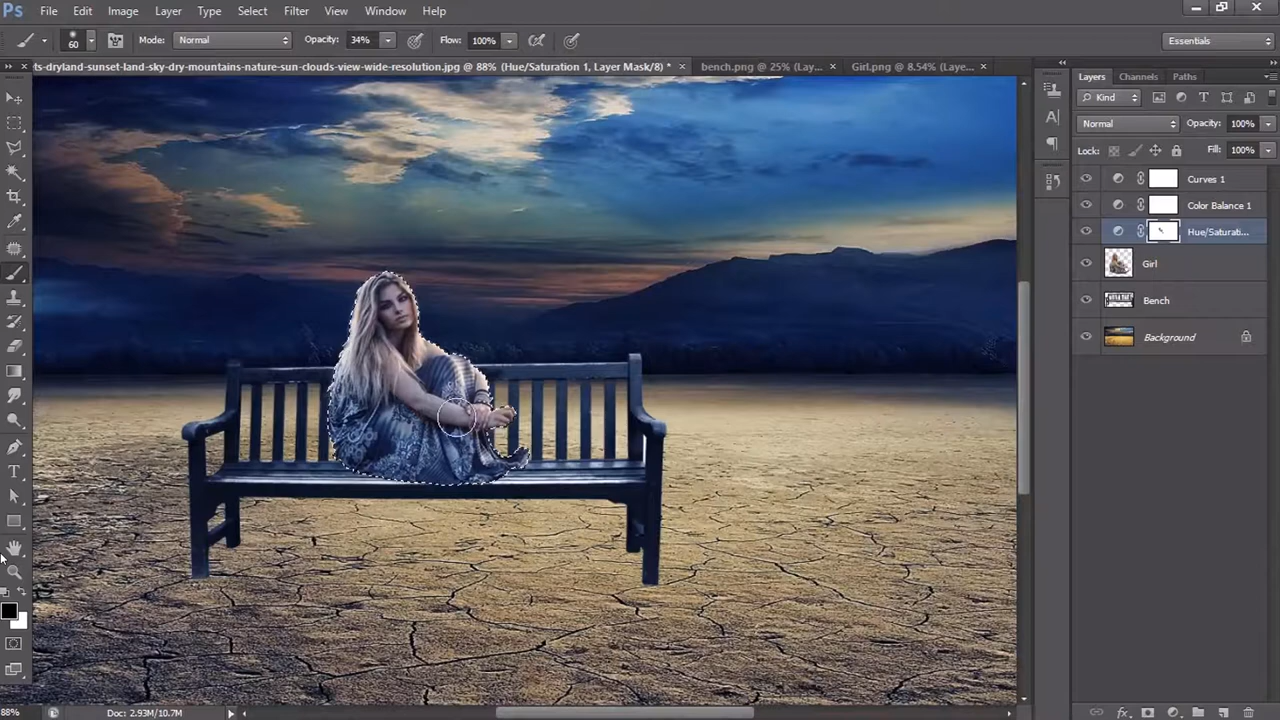 Ps File Edit Image Layer Type Select Filter View Window Help
60 Mode: Normal Opacity: 34% Flow: 100% Essentials
ts-dryland-sunset-land-sky-dry-mountains-nature-sun-clouds-view-wide-resolution.jpg @ 88% (Hue/Saturation 1, Layer Mask/8) * × bench.png @ 25% (Lay... × Girl.png @ 8.54% (Laye... ×
Layers Channels Paths
Kind
Normal Opacity: 100%
Lock: Fill: 100%
Curves 1
Color Balance 1
Hue/Saturati...
Girl
Bench
Background
88% Doc: 2.93M/10.7M